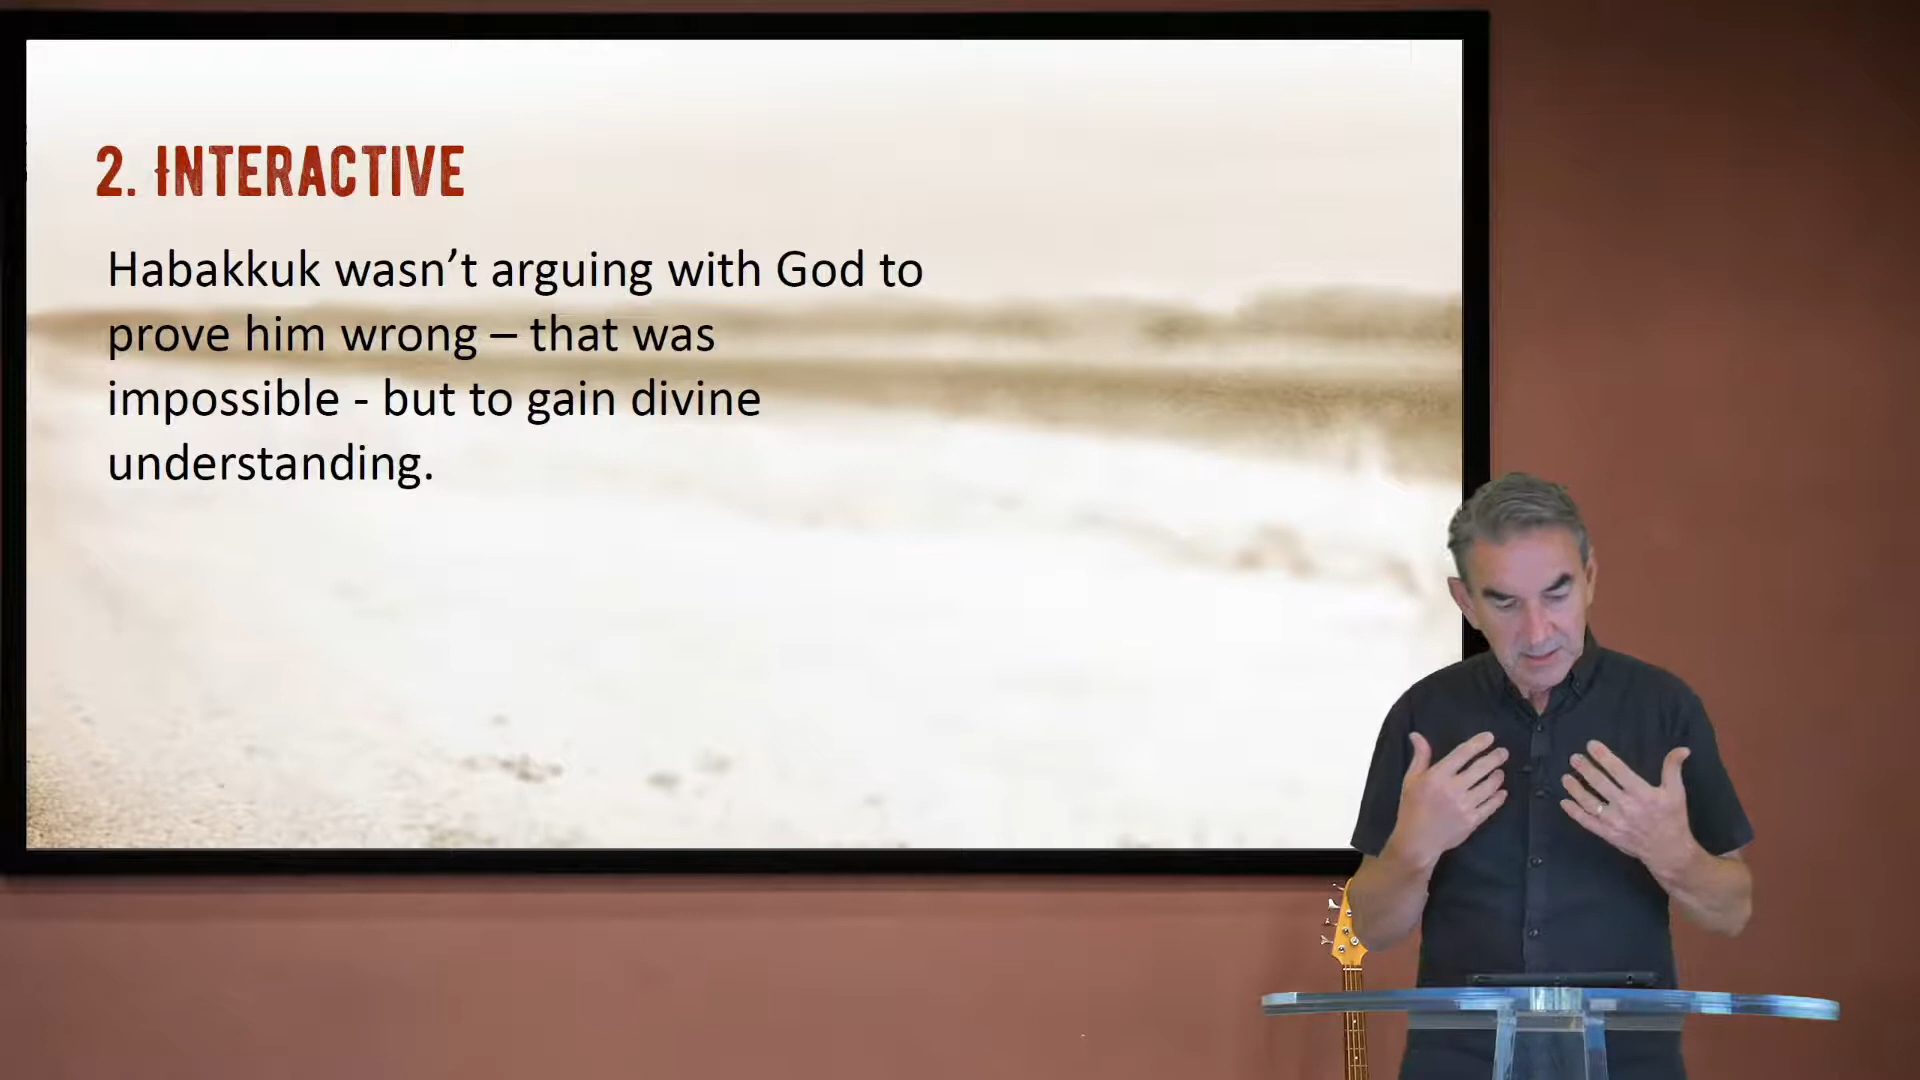 2. INTERACTIVE
Habakkuk wasn’t arguing with God to
prove him wrong – that was
impossible - but to gain divine
understanding.